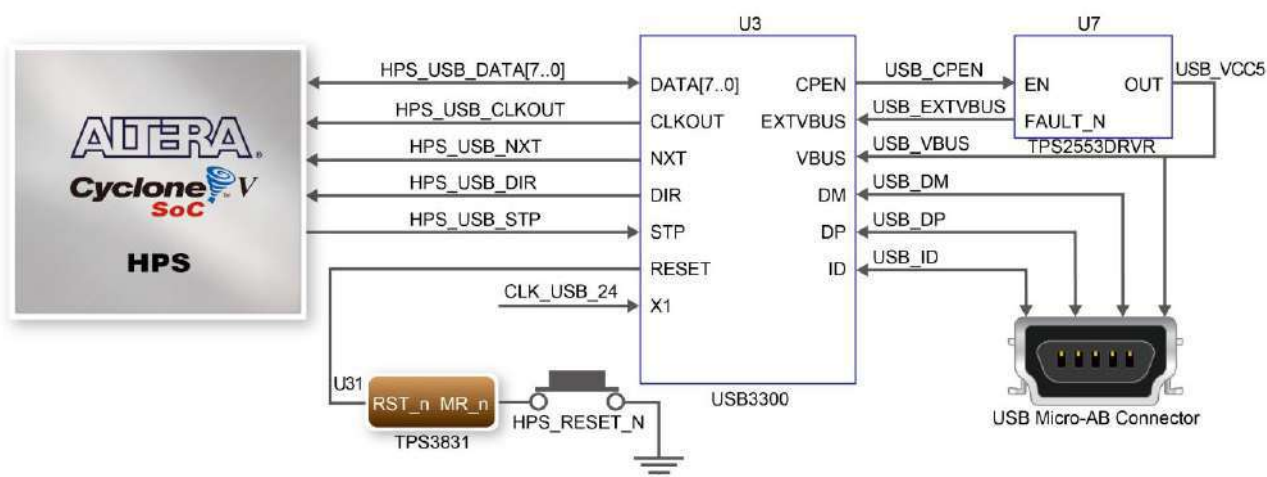 U3
U7
HPS_USB_DATA[7..0]
HPS_USB_CLKOUT
HPS_USB_NXT
HPS_USB_DIR
HPS_USB_STP
CLK_USB_24
ALTERA.
Cyclone V
SoC
HPS
DATA[7..0]
CLKOUT
NXT
DIR
STP
RESET
X1
CPEN
EXTVBUS
VBUS
DM
DP
ID
USB3300
USB_CPEN
USB_EXTVBUS
USB_VBUS
USB_DM
USB_DP
USB_ID
EN
OUT
FAULT_N
TPS2553DRVR
USB_VCC5
U31
RST_n MR_n
TPS3831
HPS_RESET_N
USB Micro-AB Connector